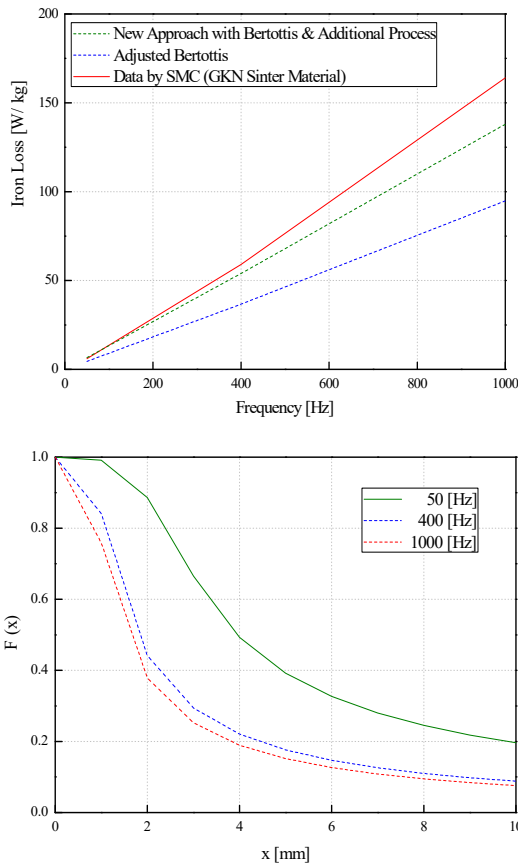 New Approach with Bertottis & Additional Process
Adjusted Bertottis
Data by SMC (GKN Sinter Material)
Iron Loss [W/ kg]
200
150
100
50
0
0 200 400 600 800 1000
Frequency [Hz]
50 [Hz]
400 [Hz]
1000 [Hz]
F (x)
1.0
0.8
0.6
0.4
0.2
0.0
0 2 4 6 8 10
x [mm]